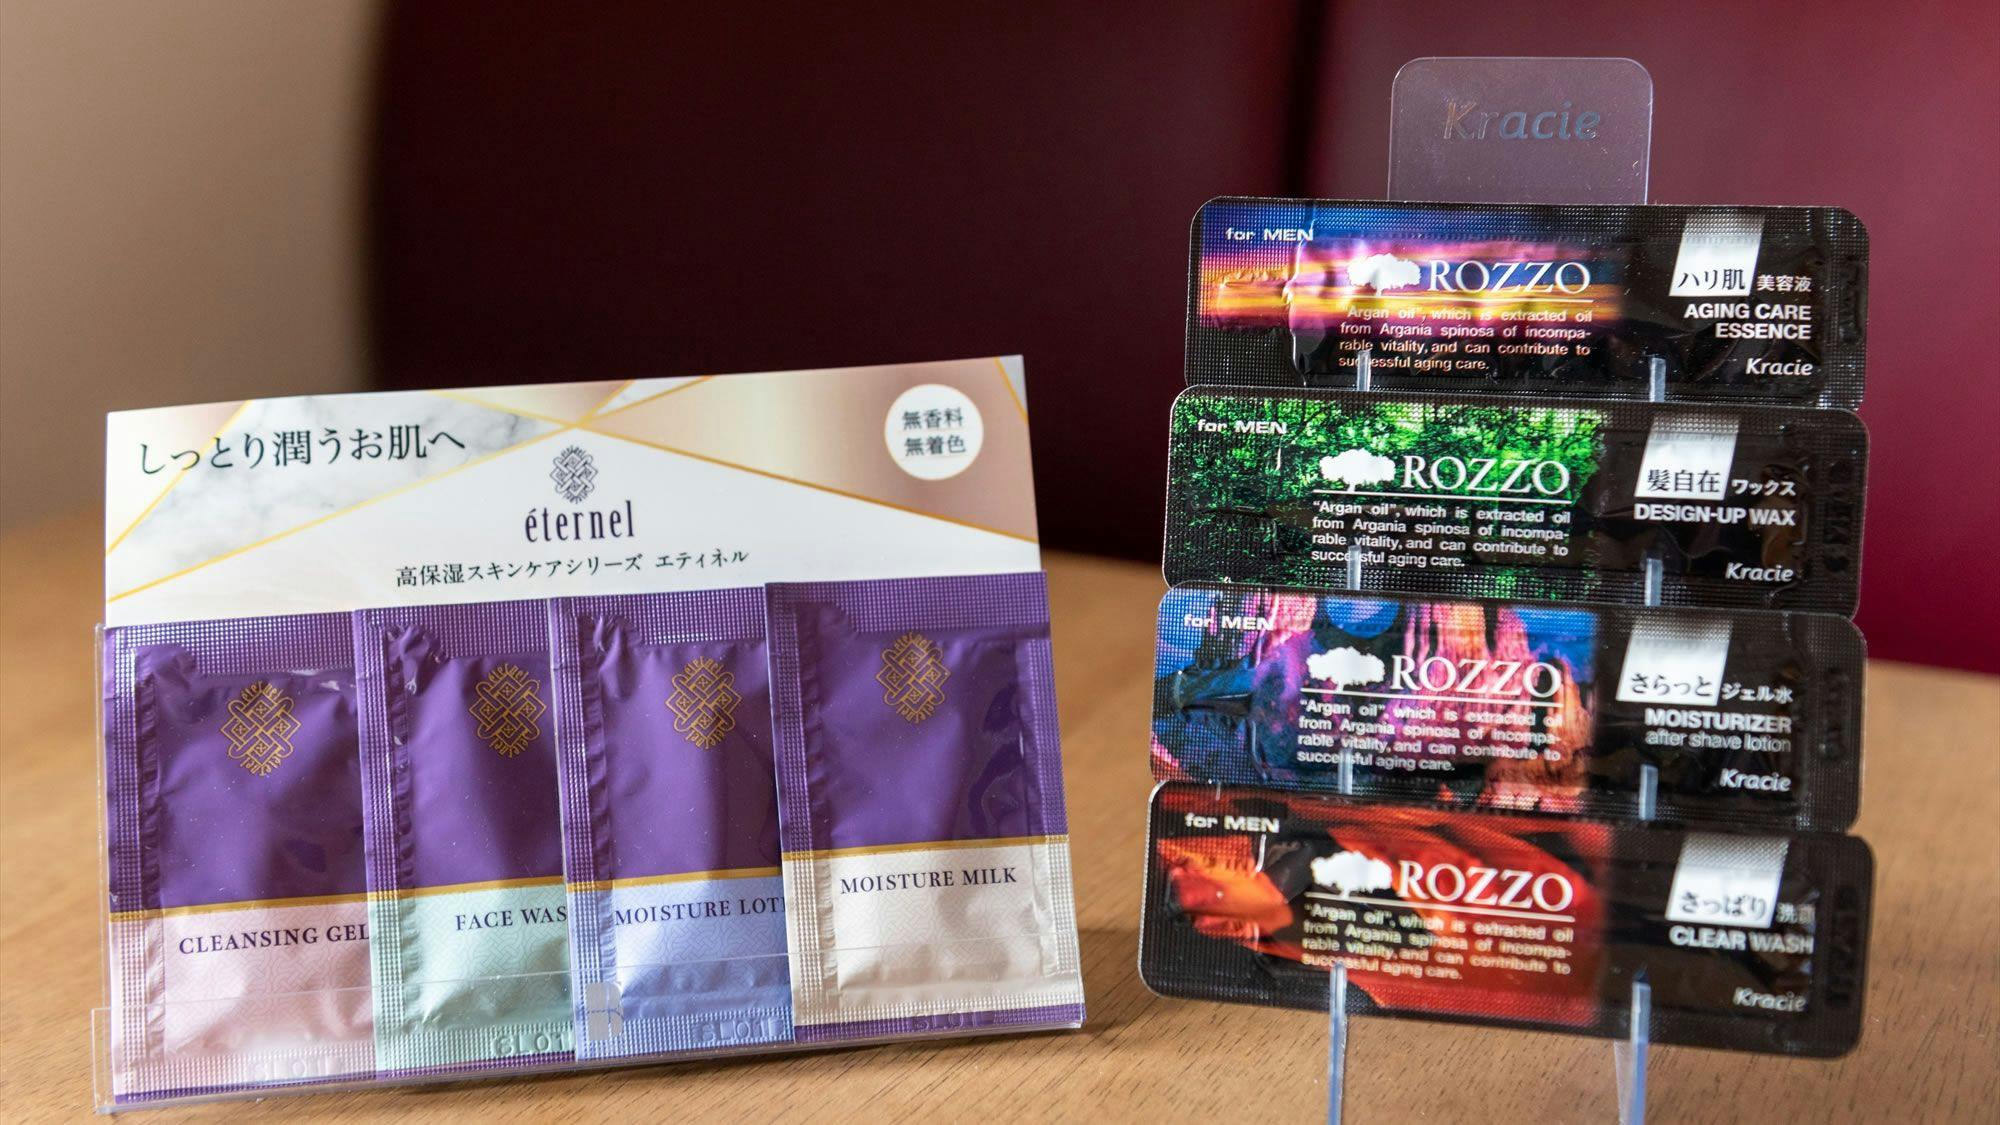 しっとり潤うお肌へ
無香料
無着色
éternel
高保湿スキンケアシリーズ エティネル
éternel
éternel
éternel
éternel
CLEANSING GEL
FACE WAS
MOISTURE LOTI
MOISTURE MILK
Kracie
for MEN
ROZZO
"Argan oil", which is extracted oil
from Argania spinosa of incompa-
rable vitality, and can contribute to
successful aging care.
ハリ肌 美容液
AGING CARE
ESSENCE
Kracie
for MEN
ROZZO
"Argan oil", which is extracted oil
from Argania spinosa of incompa-
rable vitality, and can contribute to
successful aging care.
髪自在 ワックス
DESIGN-UP WAX
Kracie
for MEN
ROZZO
"Argan oil", which is extracted oil
from Argania spinosa of incompa-
rable vitality, and can contribute to
successful aging care.
さらっと ジェル水
MOISTURIZER
after shave lotion
Kracie
for MEN
ROZZO
"Argan oil", which is extracted oil
from Argania spinosa of incompa-
rable vitality, and can contribute to
successful aging care.
さっぱり 洗顔
CLEAR WASH
Kracie